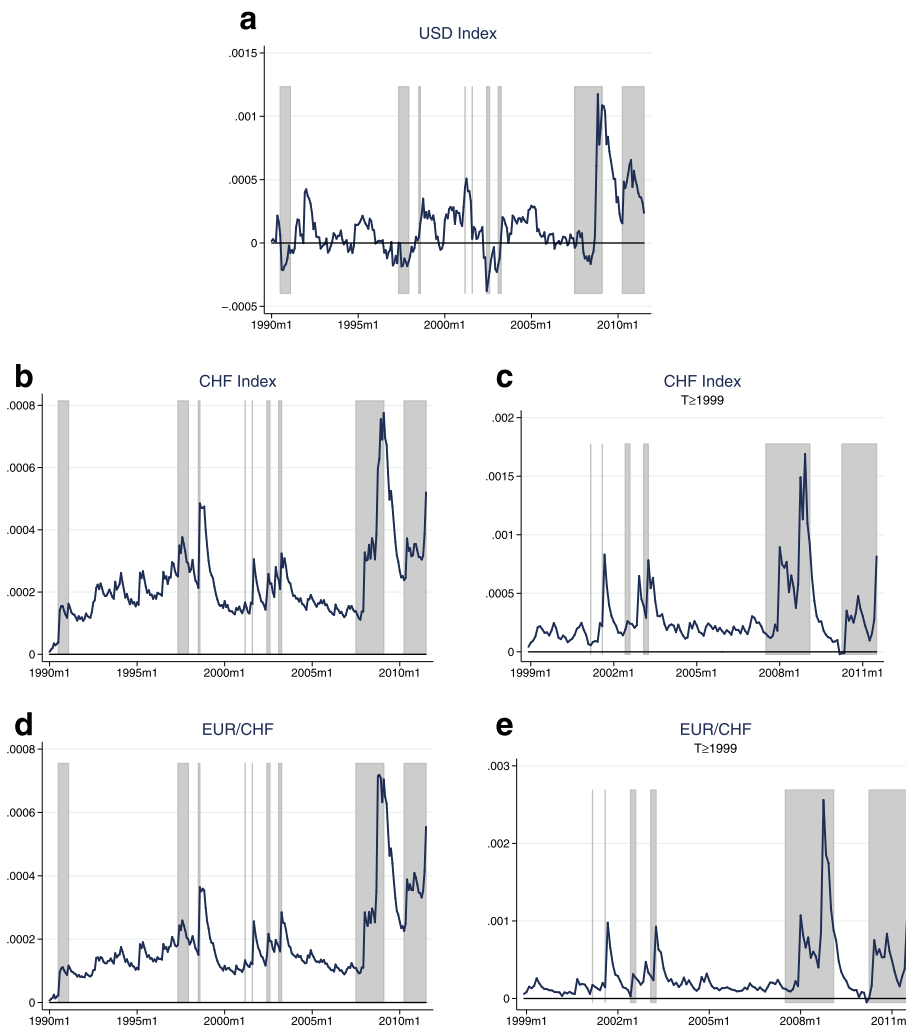 a
USD Index
.0015
.001
.0005
0
−.0005
1990m1 1995m1 2000m1 2005m1 2010m1
b
CHF Index
.0008
.0006
.0004
.0002
0
1990m1 1995m1 2000m1 2005m1 2010m1
c
CHF Index
T≥1999
.002
.0015
.001
.0005
0
1999m1 2002m1 2005m1 2008m1 2011m1
d
EUR/CHF
.0008
.0006
.0004
.0002
0
1990m1 1995m1 2000m1 2005m1 2010m1
e
EUR/CHF
T≥1999
.003
.002
.001
0
1999m1 2002m1 2005m1 2008m1 2011m